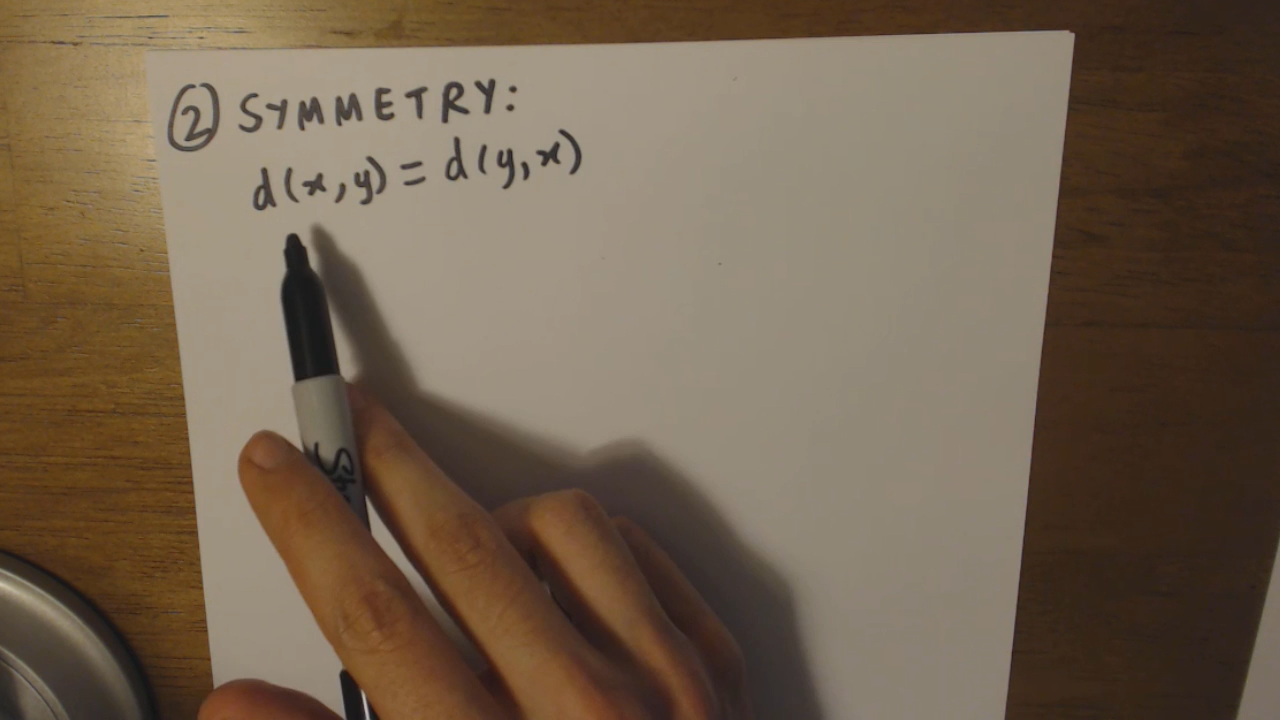 ② SYMMETRY:
d(x,y) = d(y,x)